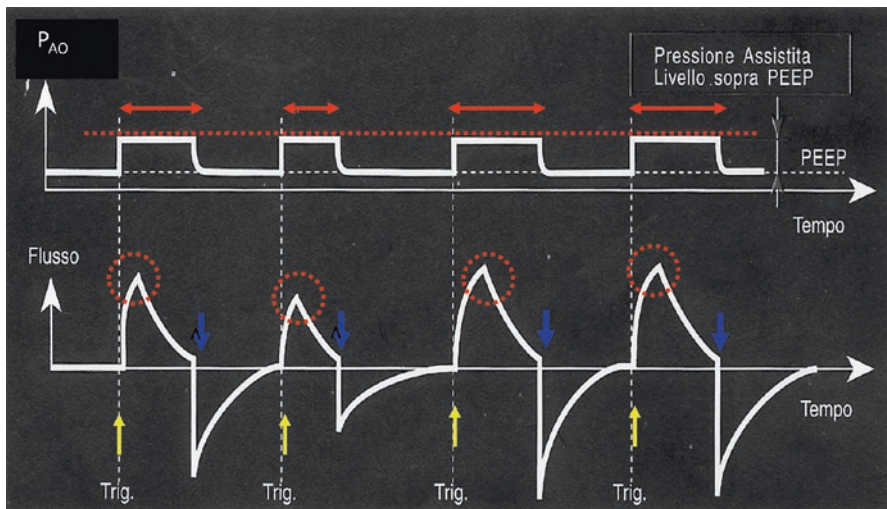 PAO
Pressione Assistita
Livello sopra PEEP
PEEP
Tempo
Flusso
Tempo
Trig.
Trig.
Trig.
Trig.